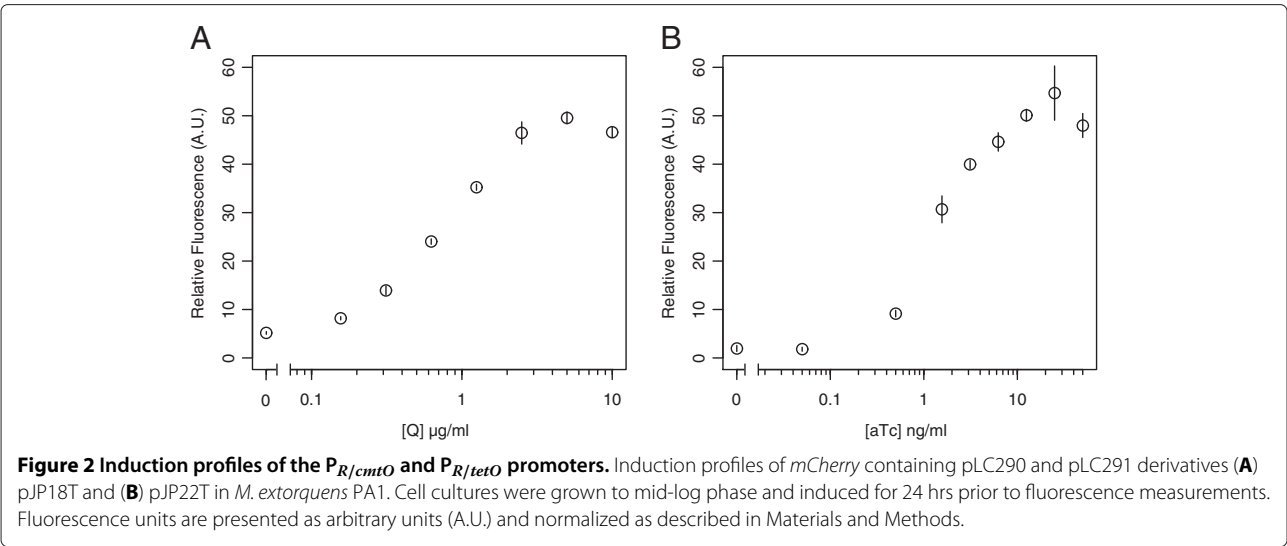 A
Relative Fluorescence (A.U.)
60
50
40
30
20
10
0
0 0.1 1 10
[Q] µg/ml
B
Relative Fluorescence (A.U.)
60
50
40
30
20
10
0
0 0.1 1 10
[aTc] ng/ml
Figure 2 Induction profiles of the PR/cmtO and PR/tetO promoters. Induction profiles of mCherry containing pLC290 and pLC291 derivatives (A)
pJP18T and (B) pJP22T in M. extorquens PA1. Cell cultures were grown to mid-log phase and induced for 24 hrs prior to fluorescence measurements.
Fluorescence units are presented as arbitrary units (A.U.) and normalized as described in Materials and Methods.